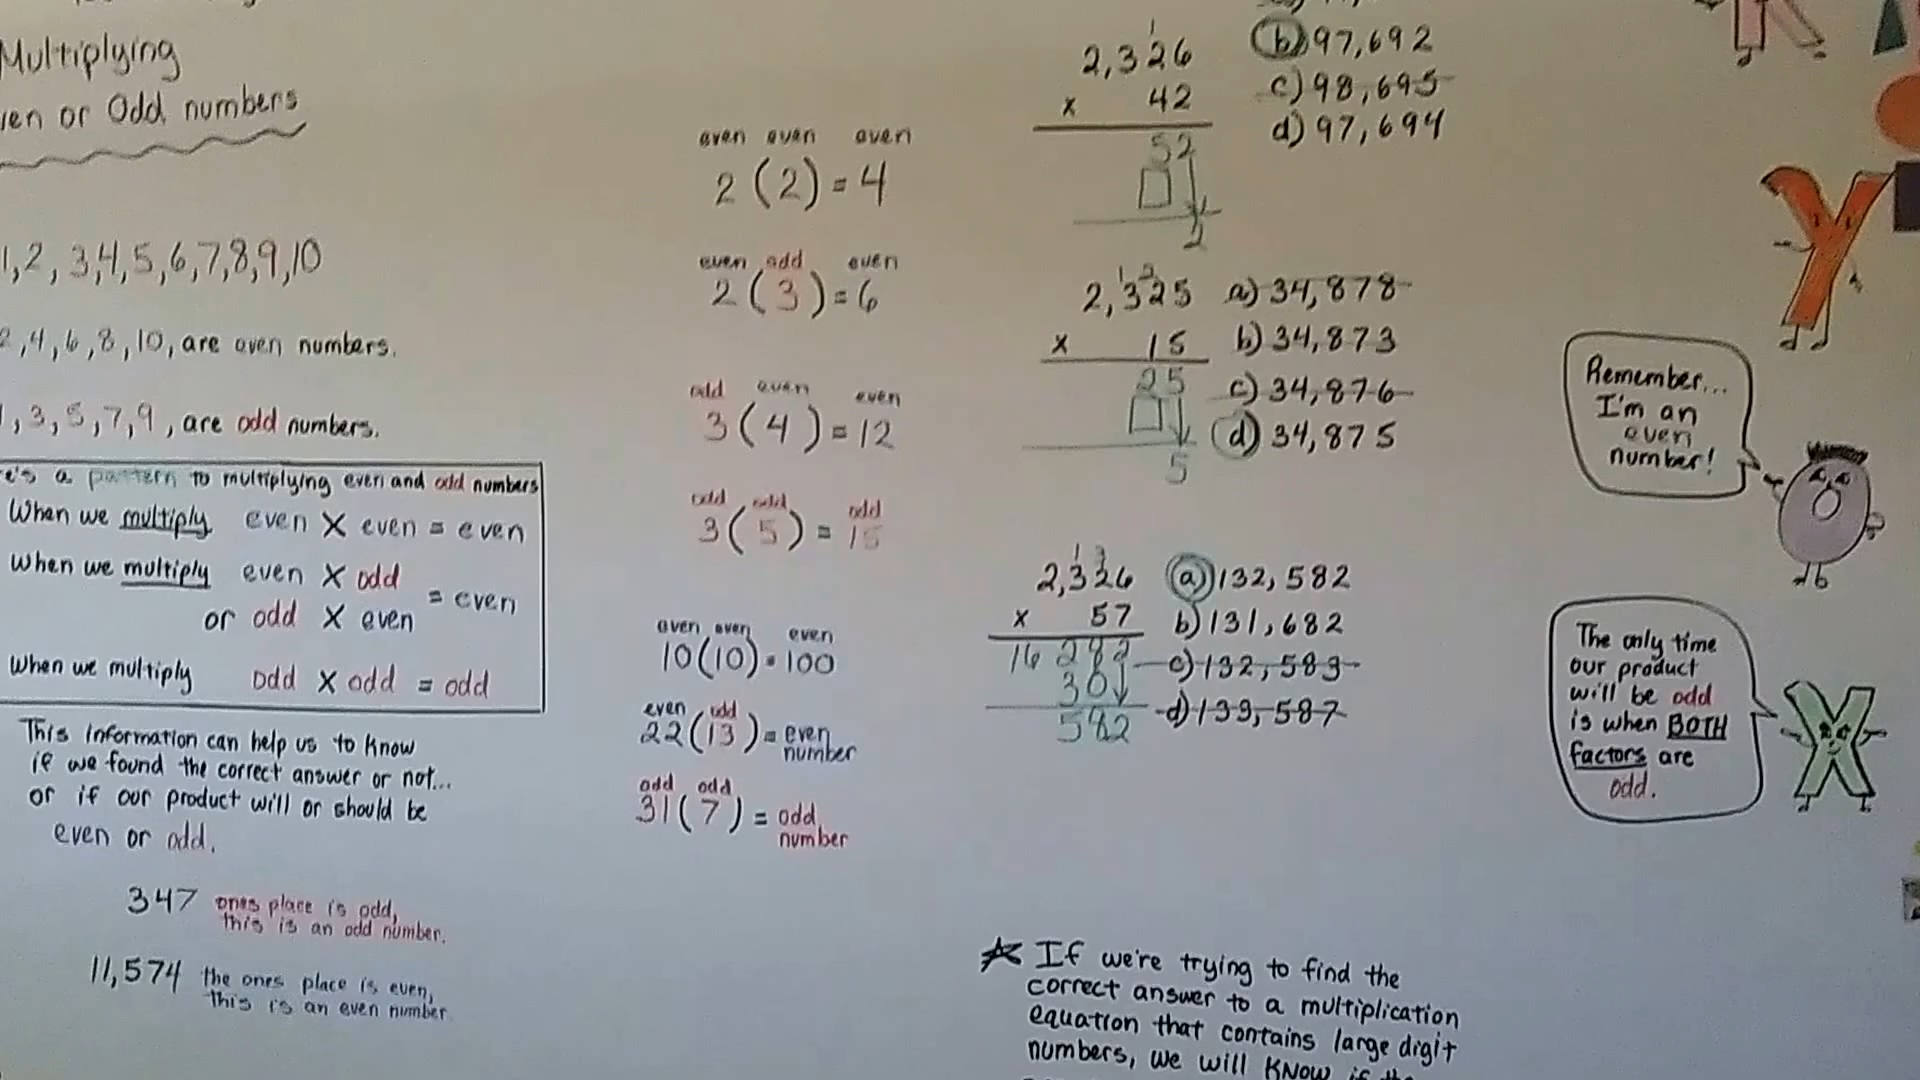 Multiplying
or Odd numbers
1, 2, 3, 4, 5, 6, 7, 8, 9, 10
2, 4, 6, 8, 10, are even numbers.
1, 3, 5, 7, 9, are odd numbers.
a pattern to multiplying even and odd numbers
When we multiply even X even = even
When we multiply even X odd
or odd X even
= even
When we multiply odd X odd = odd
This information can help us to know
if we found the correct answer or not...
or if our product will or should be
even or odd.
347 ones place is odd,
this is an odd number.
11,574 the ones place is even,
this is an even number.
even even even
2 (2) = 4
even odd even
2 (3) = 6
odd even even
3 (4) = 12
odd odd odd
3 (5) = 15
even even even
10 (10) = 100
even odd
22 (13) = even
number
odd odd
31 (7) = odd
number
1
2,326
x 42
52
2
b) 97,692
c) 98,695
d) 97,694
1 2
2,325
x 15
25
5
a) 34,878
b) 34,873
c) 34,876
d) 34,875
2,326
x 57
16 282
30
582
a) 132,582
b) 131,682
c) 132,583
d) 139,587
If we're trying to find the
correct answer to a multiplication
equation that contains large digit
numbers, we will know if
Remember...
I'm an
even
number!
The only time
our product
will be odd
is when BOTH
factors are
odd.